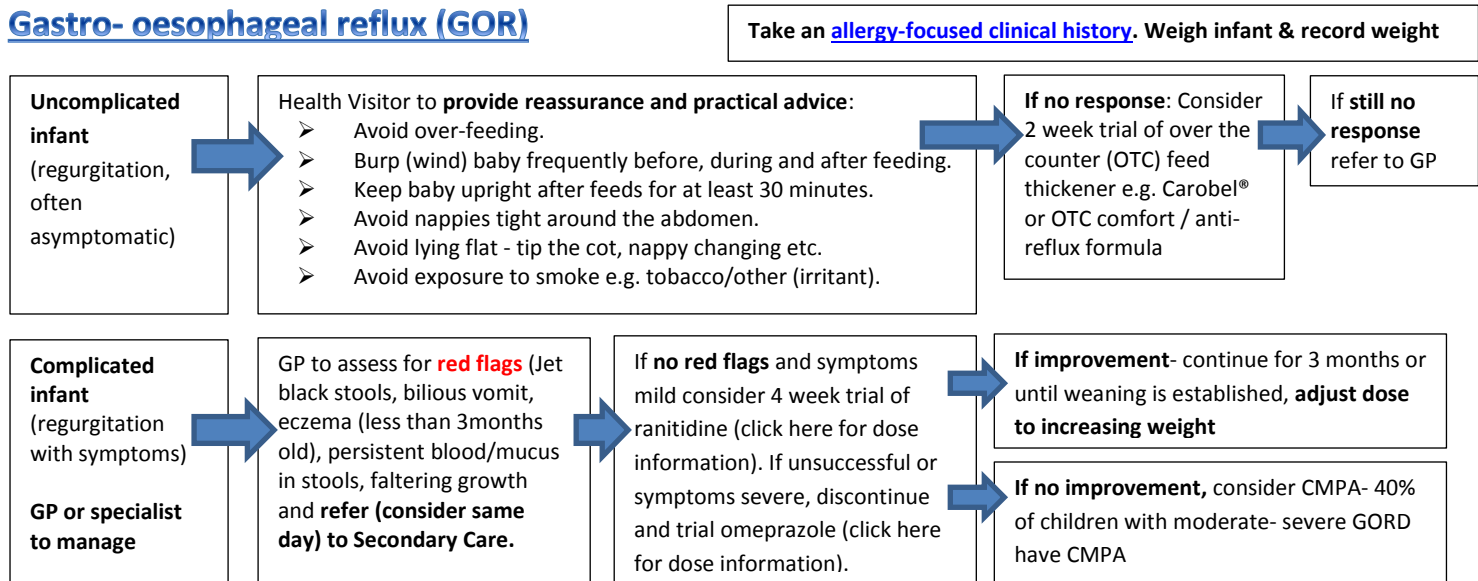 Gastro- oesophageal reflux (GOR)
Take an allergy-focused clinical history. Weigh infant & record weight
Uncomplicated
infant
(regurgitation,
often
asymptomatic)
Health Visitor to provide reassurance and practical advice:
➢ Avoid over-feeding.
➢ Burp (wind) baby frequently before, during and after feeding.
➢ Keep baby upright after feeds for at least 30 minutes.
➢ Avoid nappies tight around the abdomen.
➢ Avoid lying flat - tip the cot, nappy changing etc.
➢ Avoid exposure to smoke e.g. tobacco/other (irritant).
If no response: Consider
2 week trial of over the
counter (OTC) feed
thickener e.g. Carobel®
or OTC comfort / anti-
reflux formula
If still no
response
refer to GP
Complicated
infant
(regurgitation
with symptoms)
GP or specialist
to manage
GP to assess for red flags (Jet
black stools, bilious vomit,
eczema (less than 3months
old), persistent blood/mucus
in stools, faltering growth
and refer (consider same
day) to Secondary Care.
If no red flags and symptoms
mild consider 4 week trial of
ranitidine (click here for dose
information). If unsuccessful or
symptoms severe, discontinue
and trial omeprazole (click here
for dose information).
If improvement- continue for 3 months or
until weaning is established, adjust dose
to increasing weight
If no improvement, consider CMPA- 40%
of children with moderate- severe GORD
have CMPA